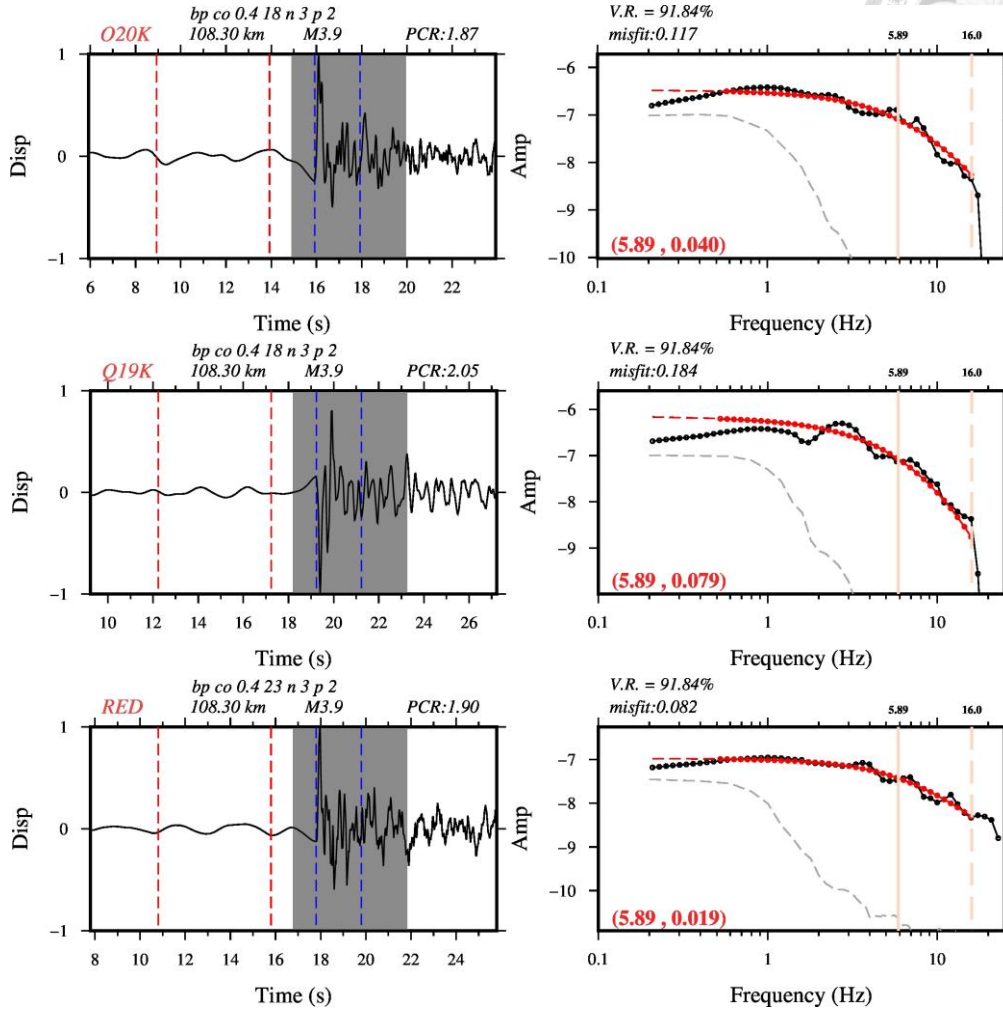 bp co 0.4 18 n 3 p 2
O20K 108.30 km M3.9 PCR:1.87
1
0
−1
Disp
6 8 10 12 14 16 18 20 22
Time (s)
V.R. = 91.84%
misfit:0.117
5.89 16.0
−6
−7
−8
−9
−10
Amp
(5.89 , 0.040)
0.1 1 10
Frequency (Hz)
bp co 0.4 18 n 3 p 2
Q19K 108.30 km M3.9 PCR:2.05
1
0
−1
Disp
10 12 14 16 18 20 22 24 26
Time (s)
V.R. = 91.84%
misfit:0.184
5.89 16.0
−6
−7
−8
−9
Amp
(5.89 , 0.079)
0.1 1 10
Frequency (Hz)
bp co 0.4 23 n 3 p 2
RED 108.30 km M3.9 PCR:1.90
1
0
−1
Disp
8 10 12 14 16 18 20 22 24
Time (s)
V.R. = 91.84%
misfit:0.082
5.89 16.0
−7
−8
−9
−10
Amp
(5.89 , 0.019)
0.1 1 10
Frequency (Hz)